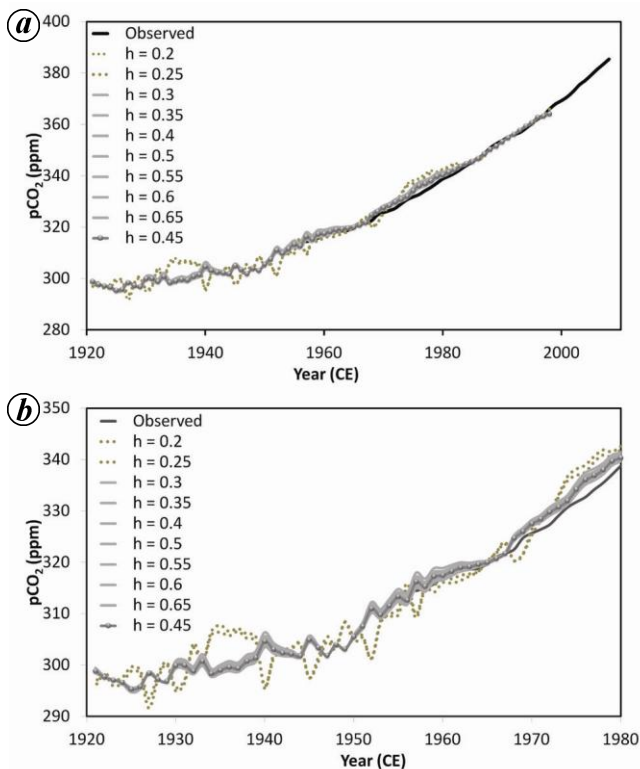 a
400
380
360
340
320
300
280
pCO2 (ppm)
Observed
h = 0.2
h = 0.25
h = 0.3
h = 0.35
h = 0.4
h = 0.5
h = 0.55
h = 0.6
h = 0.65
h = 0.45
1920 1940 1960 1980 2000
Year (CE)
b
350
340
330
320
310
300
290
pCO2 (ppm)
Observed
h = 0.2
h = 0.25
h = 0.3
h = 0.35
h = 0.4
h = 0.5
h = 0.55
h = 0.6
h = 0.65
h = 0.45
1920 1930 1940 1950 1960 1970 1980
Year (CE)